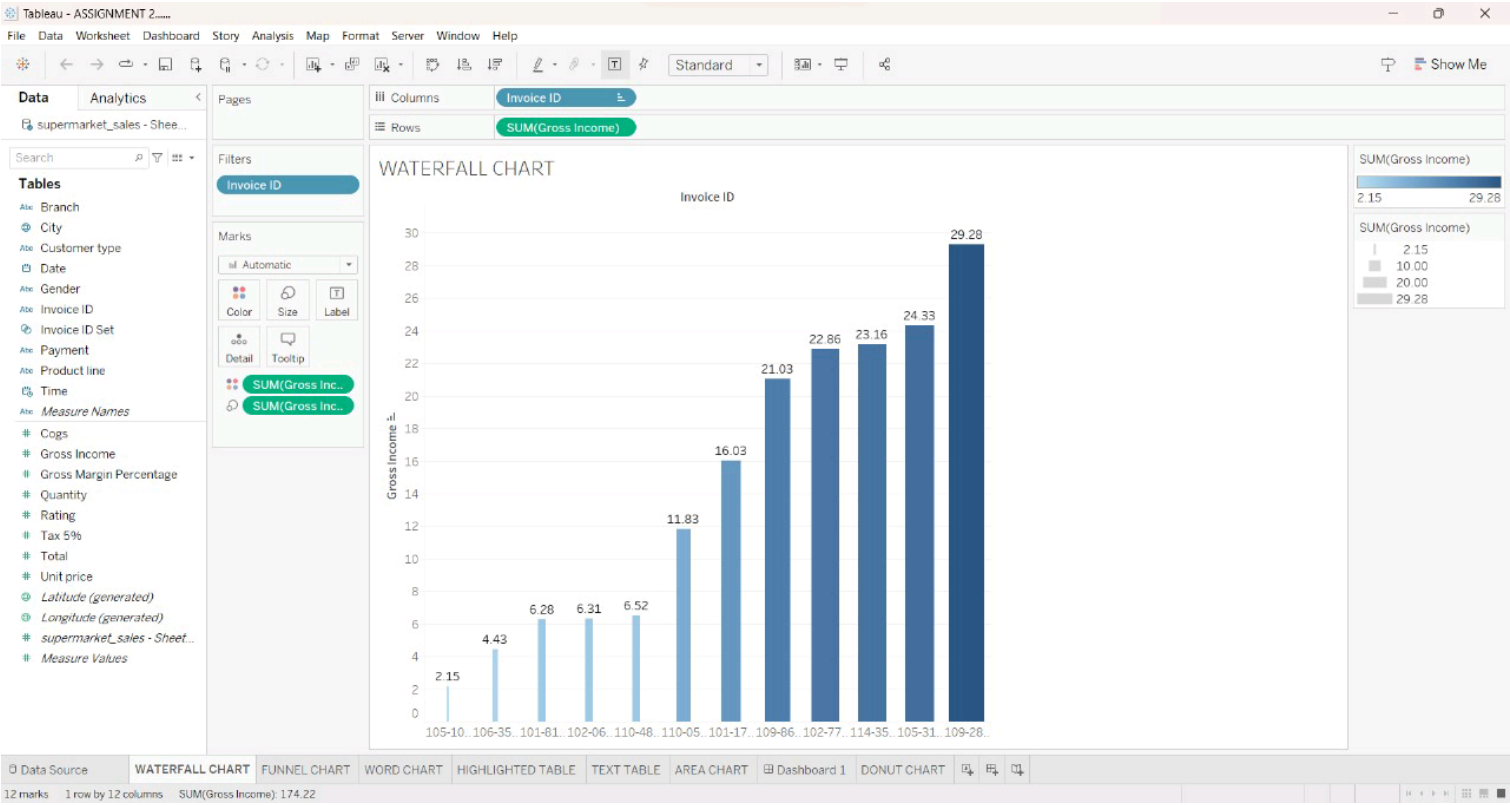 Tableau - ASSIGNMENT 2......
File Data Worksheet Dashboard Story Analysis Map Format Server Window Help
Standard
Show Me
Data Analytics
supermarket_sales - Shee...
Search
Tables
Abc Branch
City
Abc Customer type
Date
Abc Gender
Abc Invoice ID
Invoice ID Set
Abc Payment
Abc Product line
Time
Abc Measure Names
# Cogs
# Gross Income
# Gross Margin Percentage
# Quantity
# Rating
# Tax 5%
# Total
# Unit price
Latitude (generated)
Longitude (generated)
# supermarket_sales - Sheet...
# Measure Values
Pages
Filters
Invoice ID
Marks
Automatic
Color Size Label
Detail Tooltip
SUM(Gross Inc..
SUM(Gross Inc..
Columns Invoice ID
Rows SUM(Gross Income)
WATERFALL CHART
Invoice ID
Gross Income
30
28
26
24
22
20
18
16
14
12
10
8
6
4
2
0
2.15
4.43
6.28
6.31
6.52
11.83
16.03
21.03
22.86
23.16
24.33
29.28
105-10.. 106-35.. 101-81.. 102-06.. 110-48.. 110-05.. 101-17.. 109-86.. 102-77.. 114-35.. 105-31.. 109-28..
SUM(Gross Income)
2.15 29.28
SUM(Gross Income)
2.15
10.00
20.00
29.28
Data Source WATERFALL CHART FUNNEL CHART WORD CHART HIGHLIGHTED TABLE TEXT TABLE AREA CHART Dashboard 1 DONUT CHART
12 marks 1 row by 12 columns SUM(Gross Income): 174.22